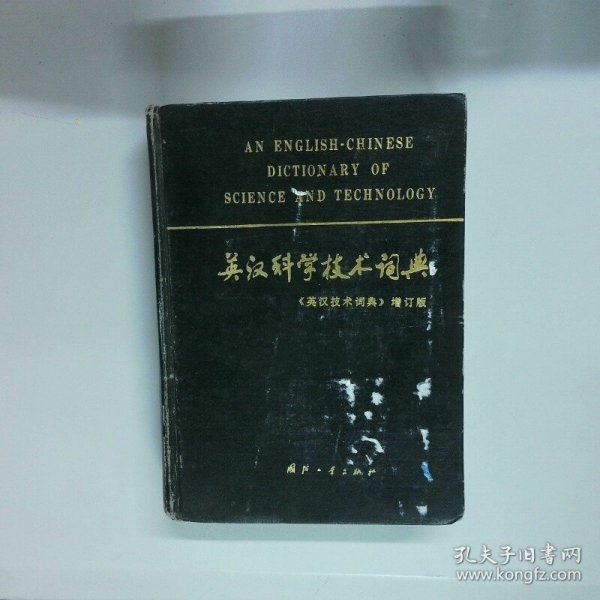 AN ENGLISH-CHINESE
DICTIONARY OF
SCIENCE AND TECHNOLOGY
英汉科学技术词典
《英汉技术词典》增订版
国防工业出版社
孔夫子旧书网
www.kongfz.com